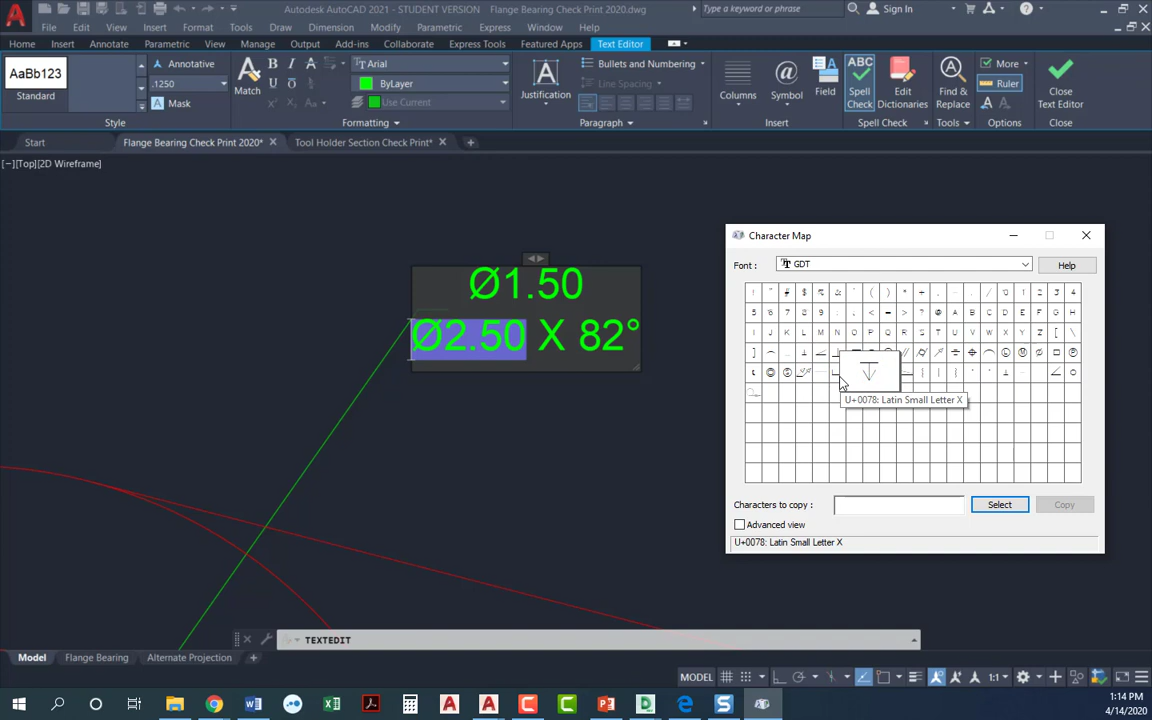 Autodesk AutoCAD 2021 - STUDENT VERSION Flange Bearing Check Print 2020.dwg
Type a keyword or phrase
Sign In
File Edit View Insert Format Tools Draw Dimension Modify Parametric Express Window Help
Home Insert Annotate Parametric View Manage Output Add-ins Collaborate Express Tools Featured Apps Text Editor
AaBb123
Standard
Annotative
.1250
Mask
Style
Match
B I A
U O
Arial
ByLayer
Use Current
Formatting
Justification
Bullets and Numbering
Line Spacing
Paragraph
Columns
Symbol
@
Field
Insert
ABC
Spell
Check
Edit
Dictionaries
Spell Check
Find &
Replace
Tools
More
Ruler
Options
Close
Text Editor
Close
Start
Flange Bearing Check Print 2020*
Tool Holder Section Check Print*
[−][Top][2D Wireframe]
Ø1.50
Ø2.50 X 82°
Character Map
Font :
GDT
Help
U+0078: Latin Small Letter X
Characters to copy :
Select
Copy
Advanced view
U+0078: Latin Small Letter X
TEXTEDIT
Model
Flange Bearing
Alternate Projection
MODEL
1:1
1:14 PM
4/14/2020